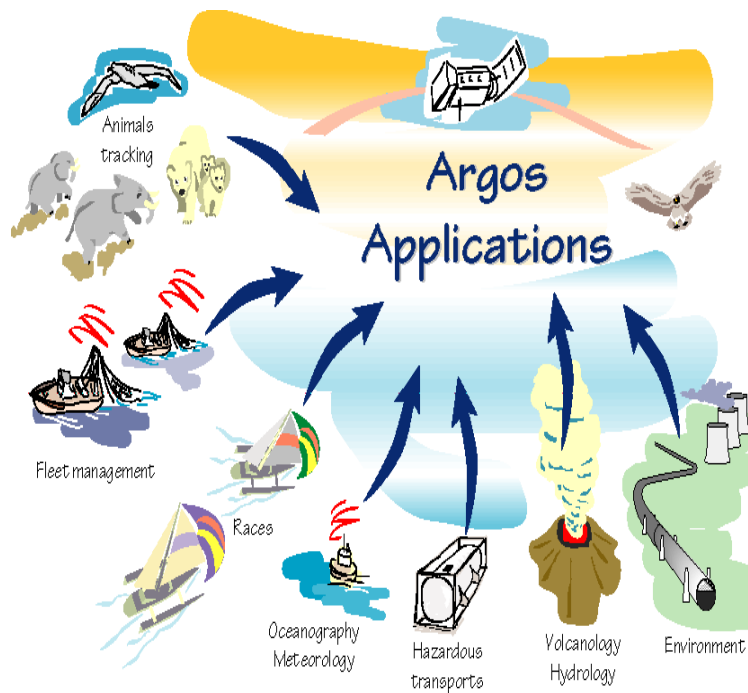 Argos
Applications
Animals
tracking
Fleet management
Races
Oceanography
Meteorology
Hazardous
transports
Volcanology
Hydrology
Environment